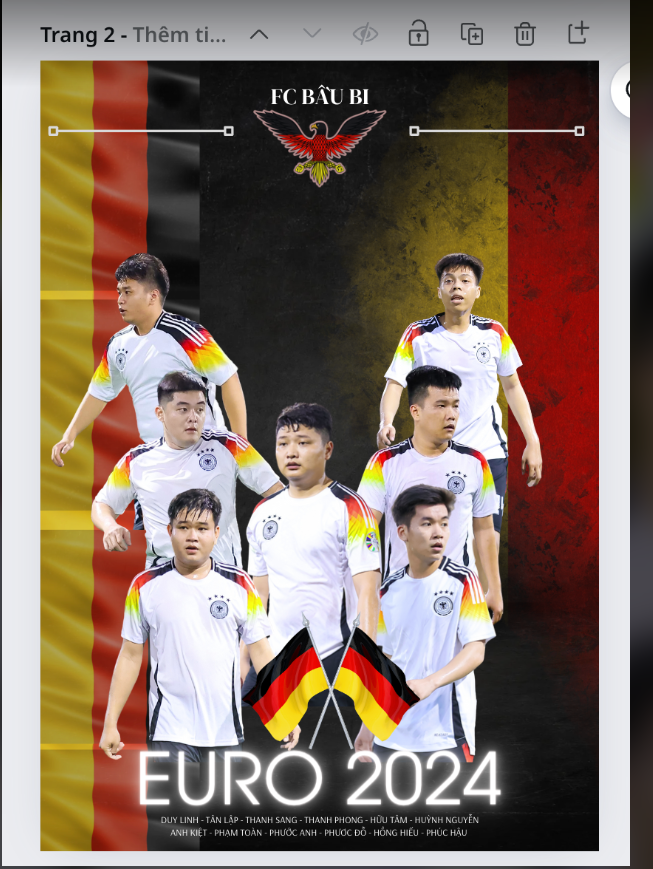 Trang 2 - Thêm ti...
FC BẦU BI
EURO 2024
DUY LINH - TẤN LẬP - THANH SANG - THANH PHONG - HỮU TÂM - HUỲNH NGUYỄN
ANH KIỆT - PHẠM TOÀN - PHƯỚC ANH - PHƯỢC ĐỖ - HỒNG HIẾU - PHÚC HẬU